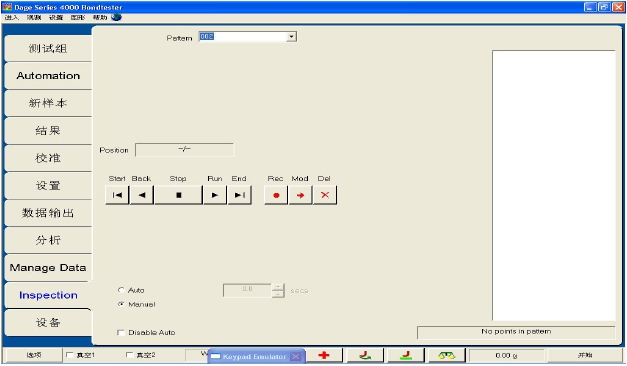 Dage Series 4000 Bondtester
进入 视频 设置 图形 帮助
Pattern 002
测试组
Automation
新样本
结果
校准
设置
数据输出
分析
Manage Data
Inspection
设备
Position --/--
Start Back Stop Run End Rec Mod Del
Auto 0.0 secs
Manual
Disable Auto
No points in pattern
选项 真空1 真空2 Keypad Emulator 0.00 g 开始